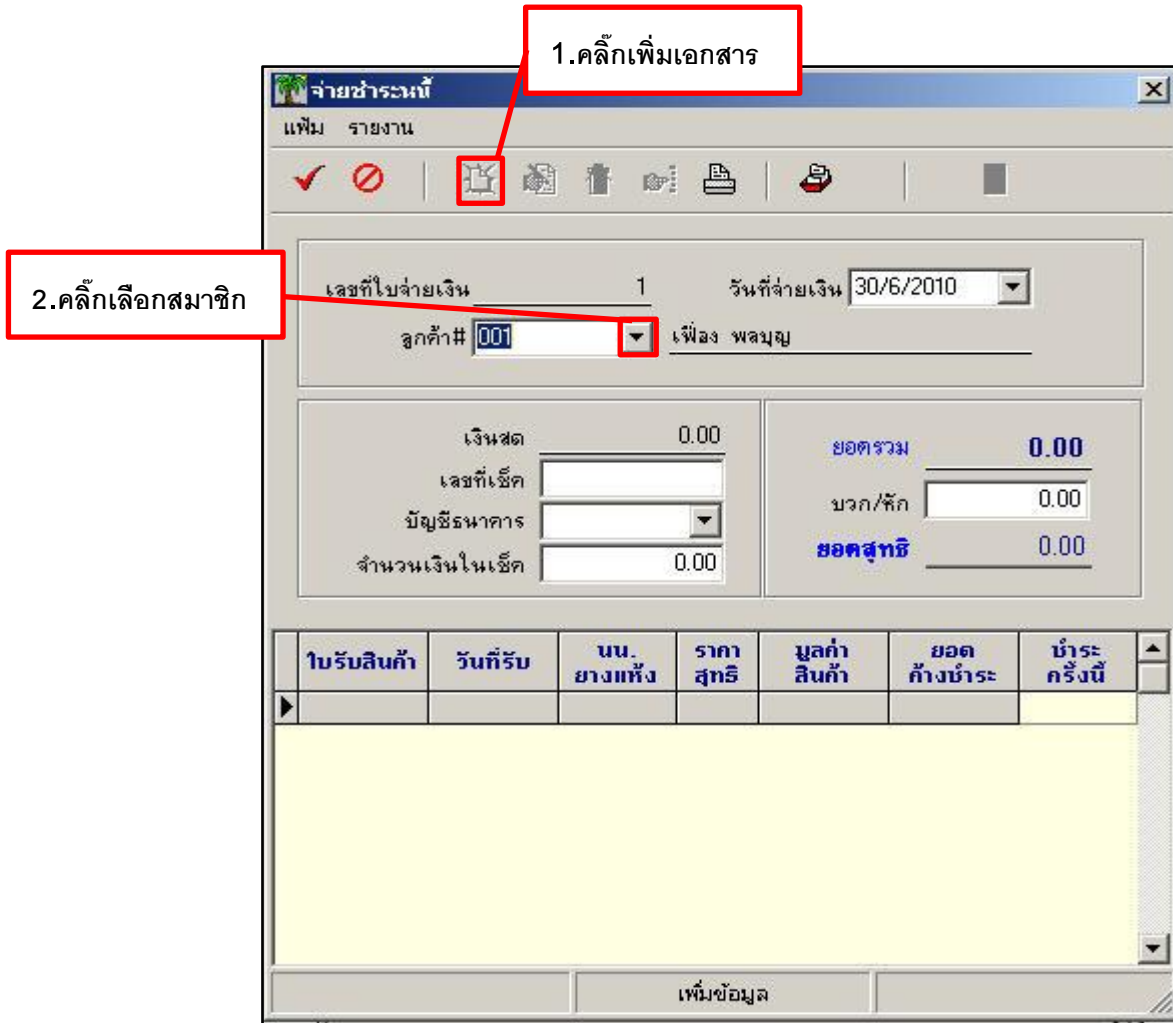 1.คลิ๊กเพิ่มเอกสาร
จ่ายชำระหนี้
แฟ้ม รายงาน
2.คลิ๊กเลือกสมาชิก
เลขที่ใบจ่ายเงิน 1 วันที่จ่ายเงิน 30/6/2010
ลูกค้า# 001 เฟื่อง พลบุญ
เงินสด 0.00
เลขที่เช็ค
บัญชีธนาคาร
จำนวนเงินในเช็ค 0.00
ยอดรวม 0.00
บวก/หัก 0.00
ยอดสุทธิ 0.00
ใบรับสินค้า วันที่รับ นน. ยางแห้ง ราคา สุทธิ มูลค่า สินค้า ยอด ค้างชำระ ชำระ ครั้งนี้
เพิ่มข้อมูล